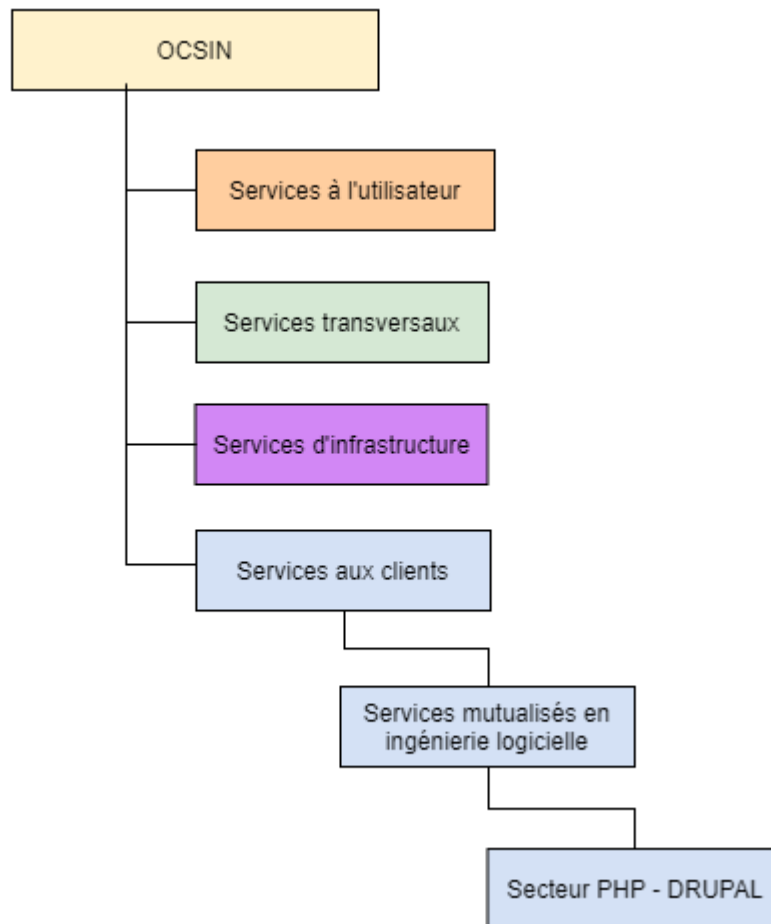 OCSIN
Services à l'utilisateur
Services transversaux
Services d'infrastructure
Services aux clients
Services mutualisés en
ingénierie logicielle
Secteur PHP - DRUPAL